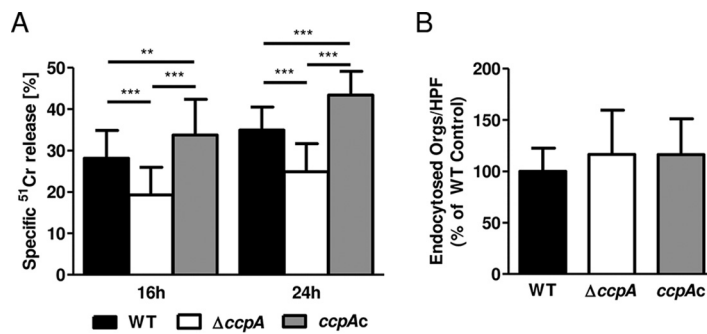 A
Specific ⁵¹Cr release [%]
50
40
30
20
10
0
***
**
***
***
***
***
16h
24h
WT
ΔccpA
ccpAc
B
Endocytosed Orgs/HPF
(% of WT Control)
200
150
100
50
0
WT
ΔccpA
ccpAc